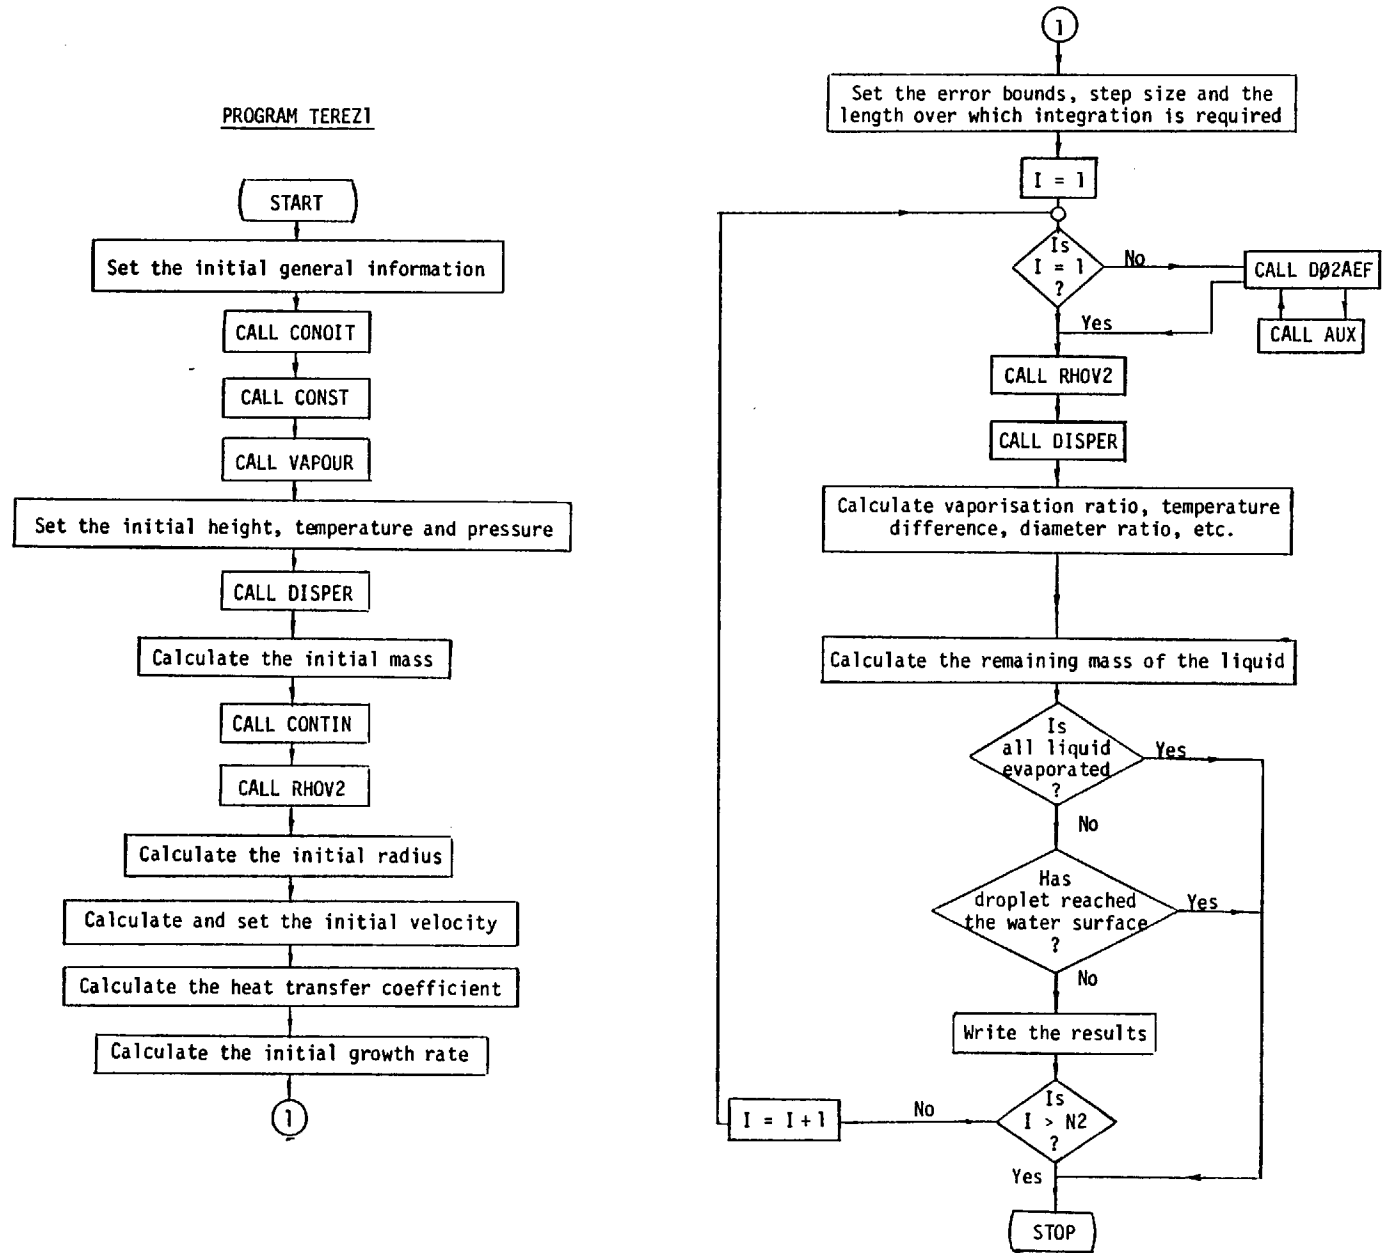 PROGRAM TEREZ1
START
Set the initial general information
CALL CONOIT
CALL CONST
CALL VAPOUR
Set the initial height, temperature and pressure
CALL DISPER
Calculate the initial mass
CALL CONTIN
CALL RHOV2
Calculate the initial radius
Calculate and set the initial velocity
Calculate the heat transfer coefficient
Calculate the initial growth rate
1
1
Set the error bounds, step size and the
length over which integration is required
I = 1
Is
I = 1
?
No
CALL DØ2AEF
CALL AUX
Yes
CALL RHOV2
CALL DISPER
Calculate vaporisation ratio, temperature
difference, diameter ratio, etc.
Calculate the remaining mass of the liquid
Is
all liquid
evaporated
?
Yes
No
Has
droplet reached
the water surface
?
Yes
No
Write the results
Is
I > N2
?
No
I = I+1
Yes
STOP